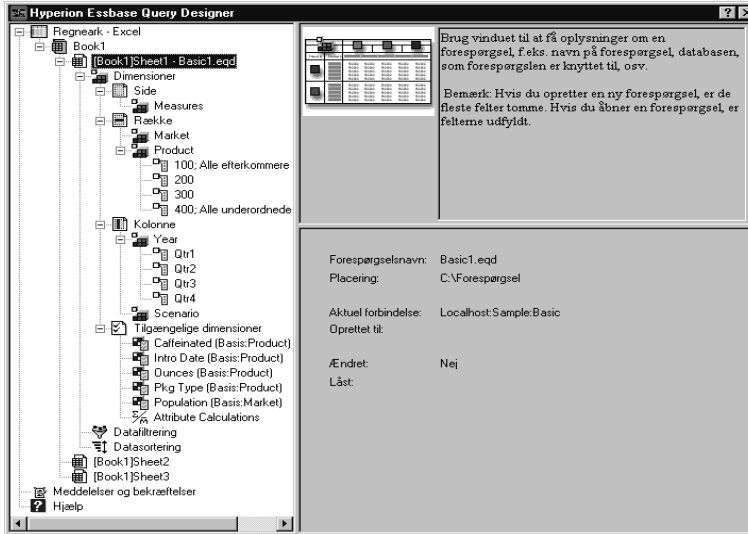 Hyperion Essbase Query Designer
Regneark - Excel
Book1
[Book1]Sheet1 - Basic1.eqd
Dimensioner
Side
Measures
Række
Market
Product
100; Alle efterkommere
200
300
400; Alle underordnede
Kolonne
Year
Qtr1
Qtr2
Qtr3
Qtr4
Scenario
Tilgængelige dimensioner
Caffeinated (Basis:Product)
Intro Date (Basis:Product)
Ounces (Basis:Product)
Pkg Type (Basis:Product)
Population (Basis:Market)
Attribute Calculations
Datafiltrering
Datasortering
[Book1]Sheet2
[Book1]Sheet3
Meddelelser og bekræftelser
Hjælp
Brug vinduet til at få oplysninger om en
forespørgsel, f.eks. navn på forespørgsel, databasen,
som forespørgslen er knyttet til, osv.
Bemærk: Hvis du opretter en ny forespørgsel, er de
fleste felter tomme. Hvis du åbner en forespørgsel, er
felterne udfyldt.
Forespørgselsnavn: Basic1.eqd
Placering: C:\Forespørgsel
Aktuel forbindelse: Localhost:Sample:Basic
Oprettet til:
Ændret: Nej
Låst: